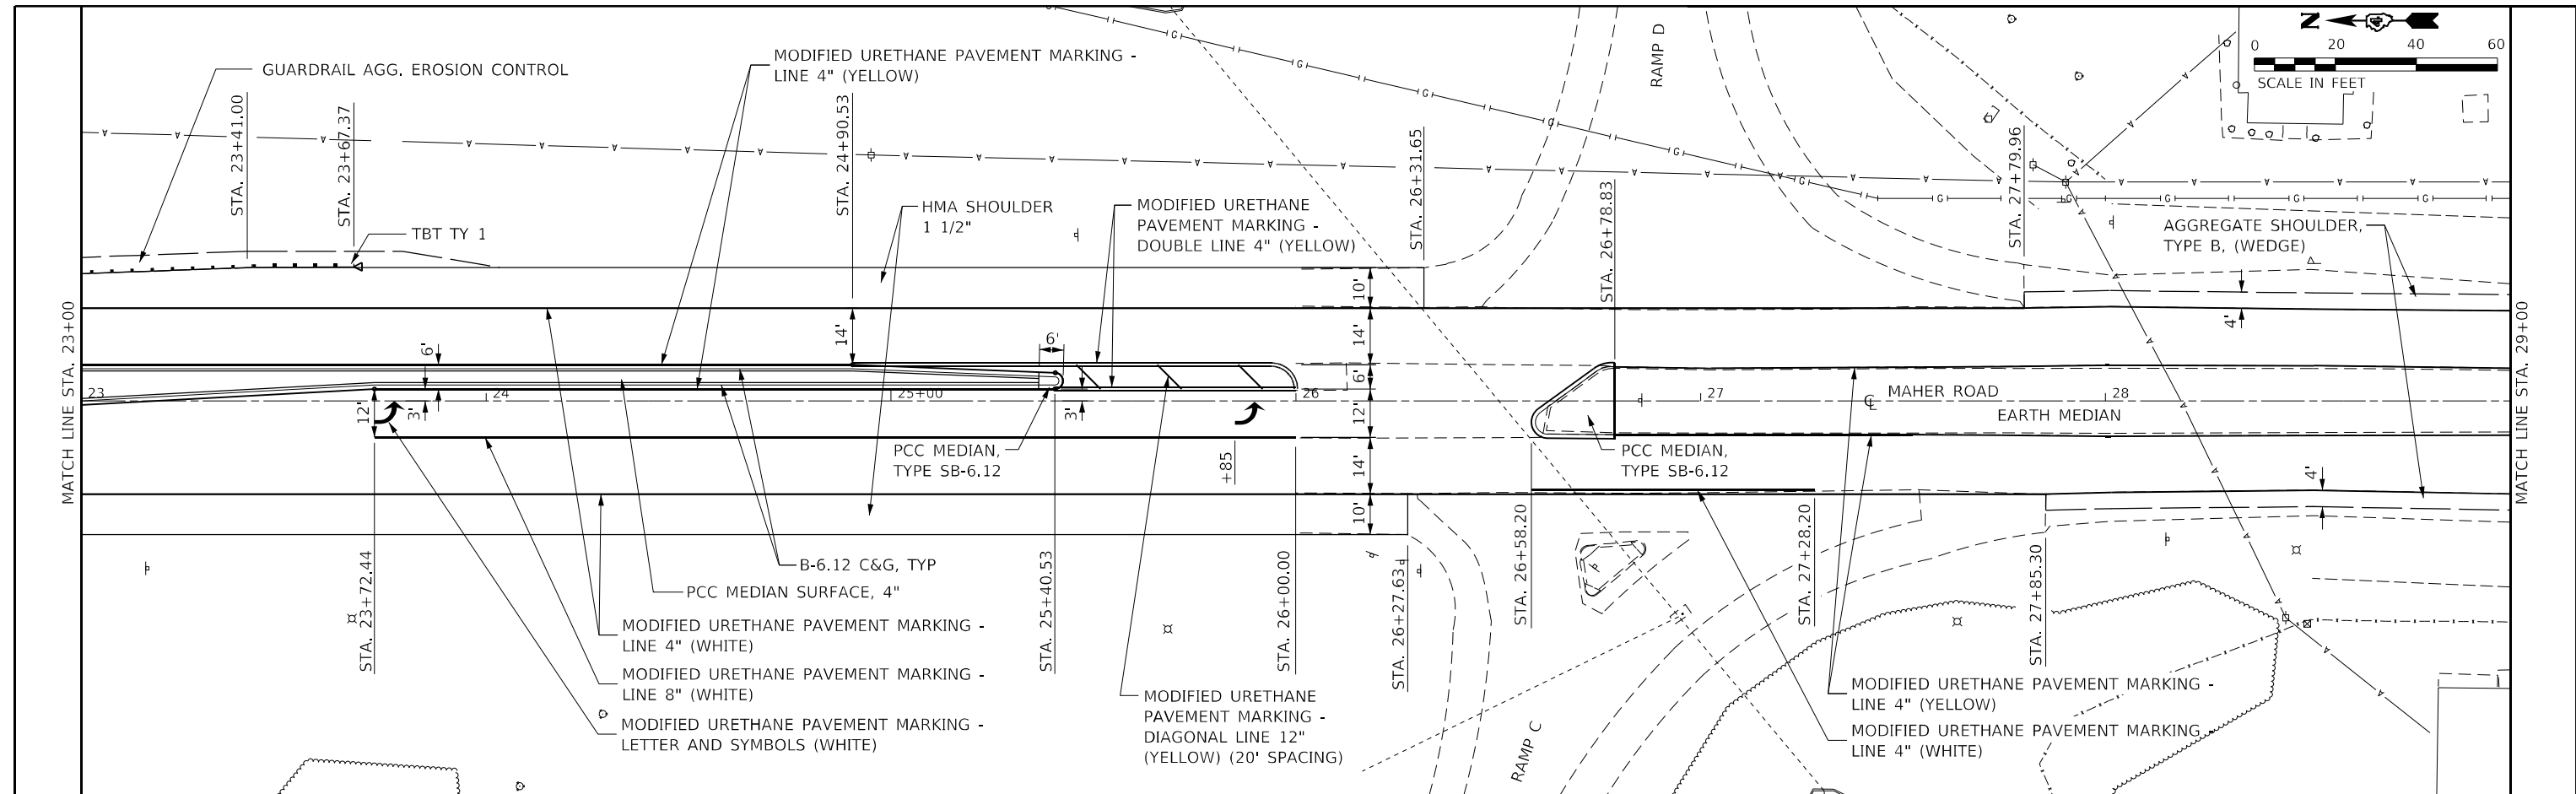 GUARDRAIL AGG. EROSION CONTROL
MODIFIED URETHANE PAVEMENT MARKING -
LINE 4" (YELLOW)
RAMP D
N
0 20 40 60
SCALE IN FEET
STA. 23+41.00
STA. 23+67.37
STA. 24+90.53
STA. 26+31.65
STA. 26+78.83
STA. 27+79.96
TBT TY 1
HMA SHOULDER
1 1/2"
MODIFIED URETHANE
PAVEMENT MARKING -
DOUBLE LINE 4" (YELLOW)
AGGREGATE SHOULDER,
TYPE B, (WEDGE)
MATCH LINE STA. 23+00
MATCH LINE STA. 29+00
10'
14'
14'
6'
6'
6'
4'
23
24
25+00
26
27
28
12'
3'
3'
12'
14'
10'
4'
MAHER ROAD
℄
EARTH MEDIAN
PCC MEDIAN,
TYPE SB-6.12
+85
PCC MEDIAN,
TYPE SB-6.12
STA. 23+72.44
STA. 25+40.53
STA. 26+00.00
STA. 26+27.63
STA. 26+58.20
STA. 27+28.20
STA. 27+85.30
B-6.12 C&G, TYP
PCC MEDIAN SURFACE, 4"
MODIFIED URETHANE PAVEMENT MARKING -
LINE 4" (WHITE)
MODIFIED URETHANE PAVEMENT MARKING -
LINE 8" (WHITE)
MODIFIED URETHANE PAVEMENT MARKING -
LETTER AND SYMBOLS (WHITE)
MODIFIED URETHANE
PAVEMENT MARKING -
DIAGONAL LINE 12"
(YELLOW) (20' SPACING)
RAMP C
MODIFIED URETHANE PAVEMENT MARKING -
LINE 4" (YELLOW)
MODIFIED URETHANE PAVEMENT MARKING -
LINE 4" (WHITE)